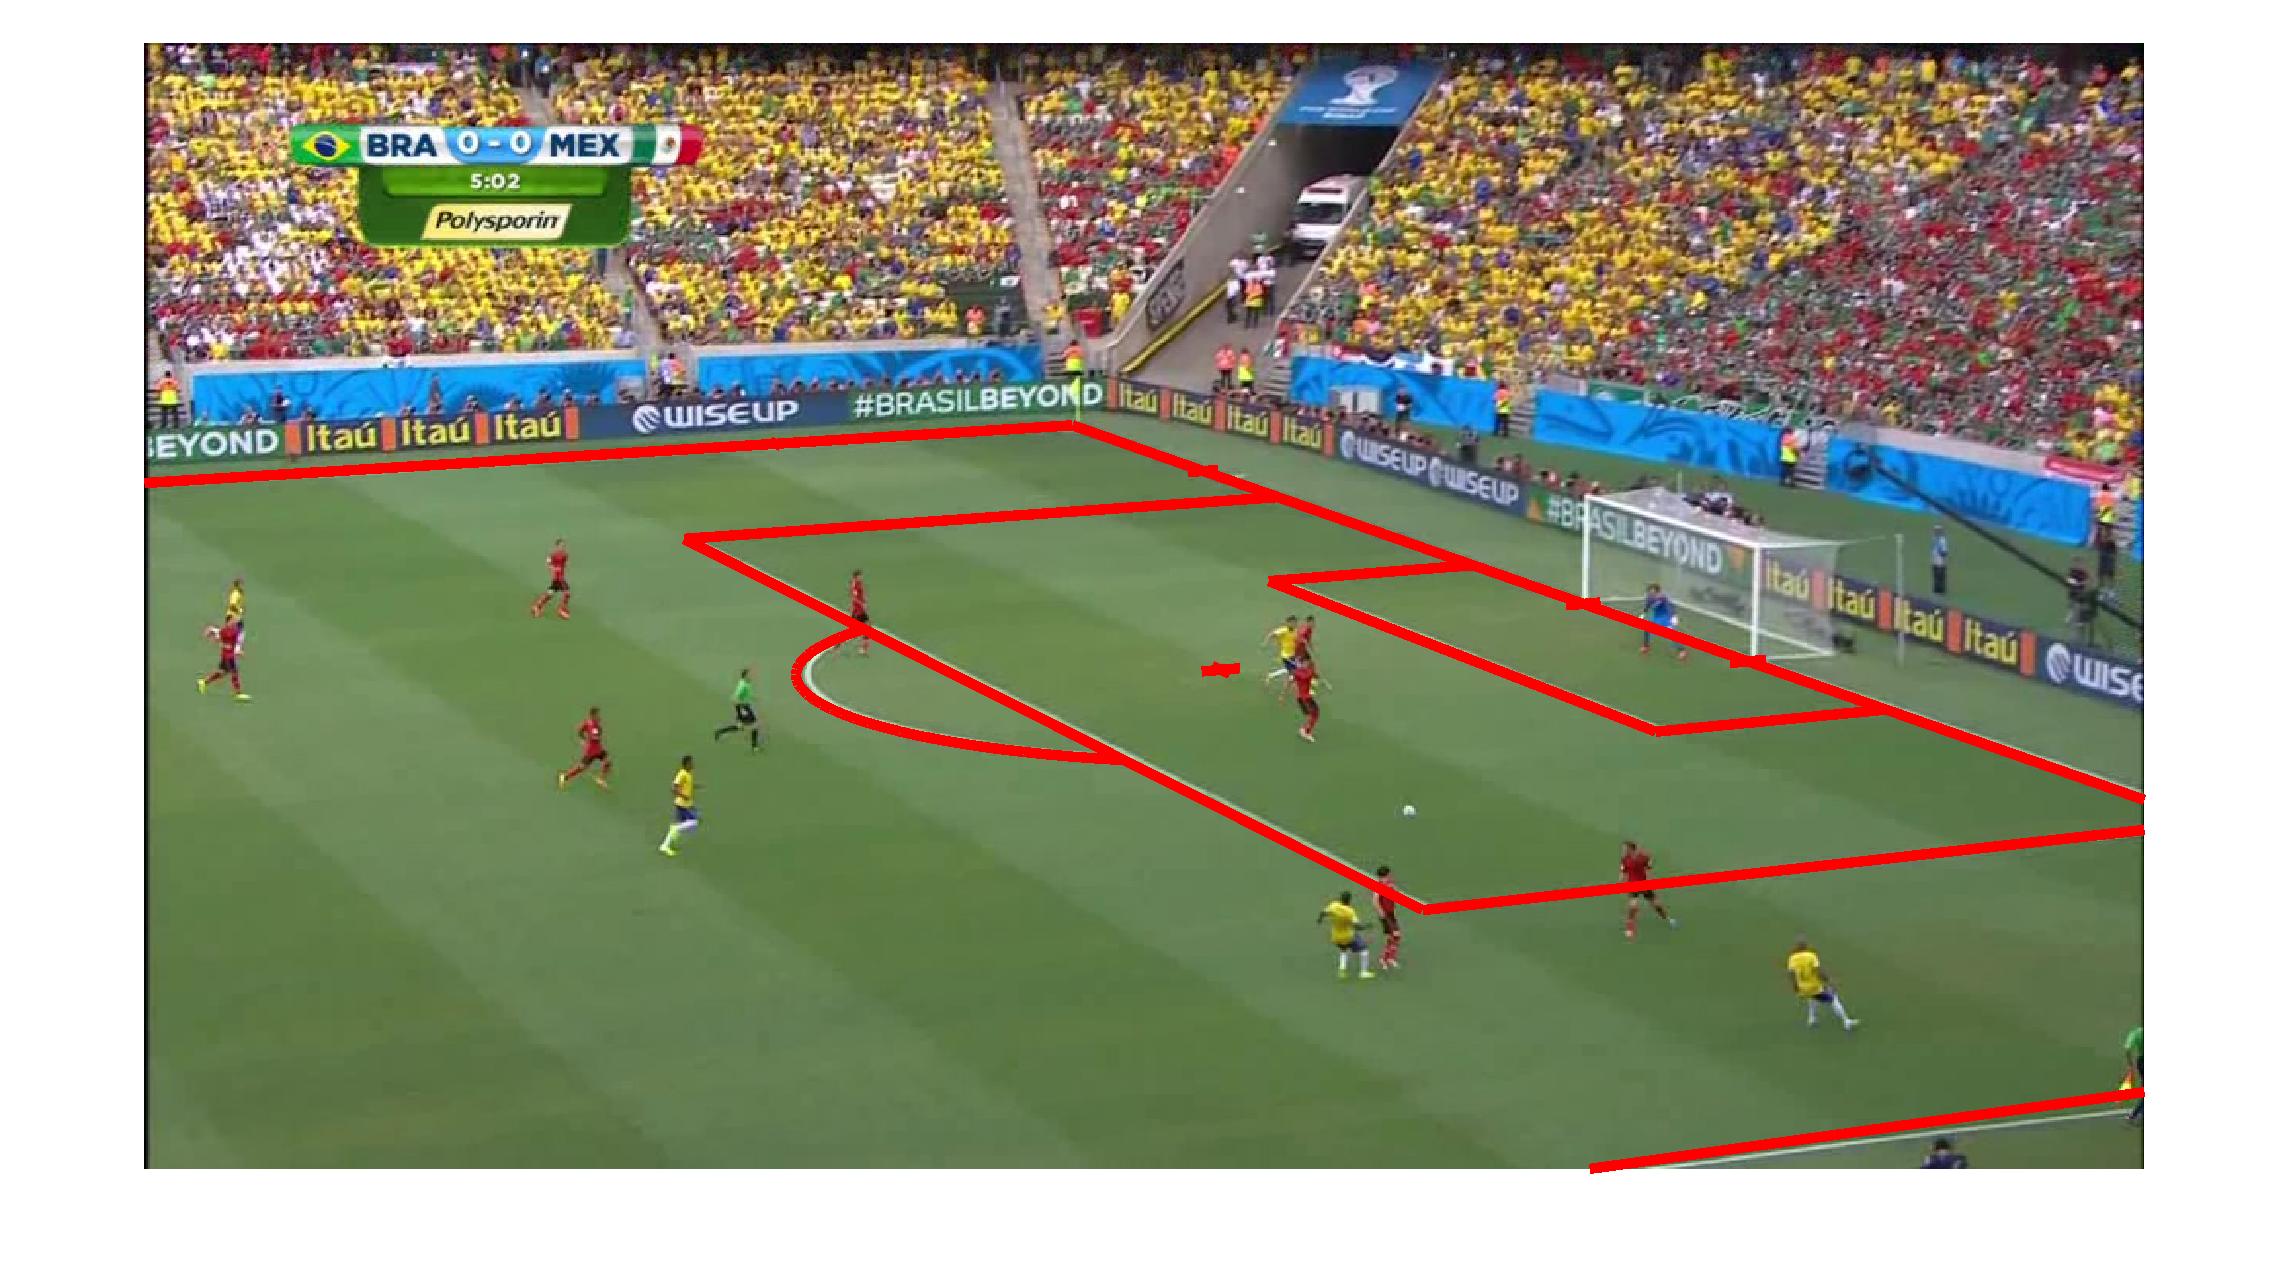 BRA 0 - 0 MEX
5:02
Polysporin
BEYOND Itaú Itaú Itaú WISEUP #BRASILBEYOND Itaú Itaú Itaú Itaú WISEUP WISEUP #BRASILBEYOND Itaú Itaú Itaú Itaú WISE